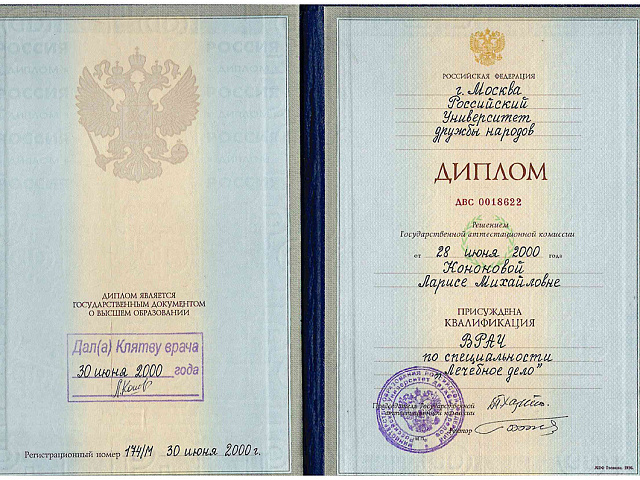 ДИПЛОМ ЯВЛЯЕТСЯ
ГОСУДАРСТВЕННЫМ ДОКУМЕНТОМ
О ВЫСШЕМ ОБРАЗОВАНИИ
Дал(а) Клятву врача
30 июня 2000 года
Регистрационный номер 174/М 30 июня 2000 г.
РОССИЙСКАЯ ФЕДЕРАЦИЯ
г. Москва
Российский
Университет
дружбы народов
ДИПЛОМ
ДВС 0018622
Решением
Государственной аттестационной комиссии
от 28 июня 2000 года
Кононовой
Ларисе Михайловне
ПРИСУЖДЕНА
КВАЛИФИКАЦИЯ
ВРАЧ
по специальности
"Лечебное дело"
Председатель Государственной
аттестационной комиссии
Ректор